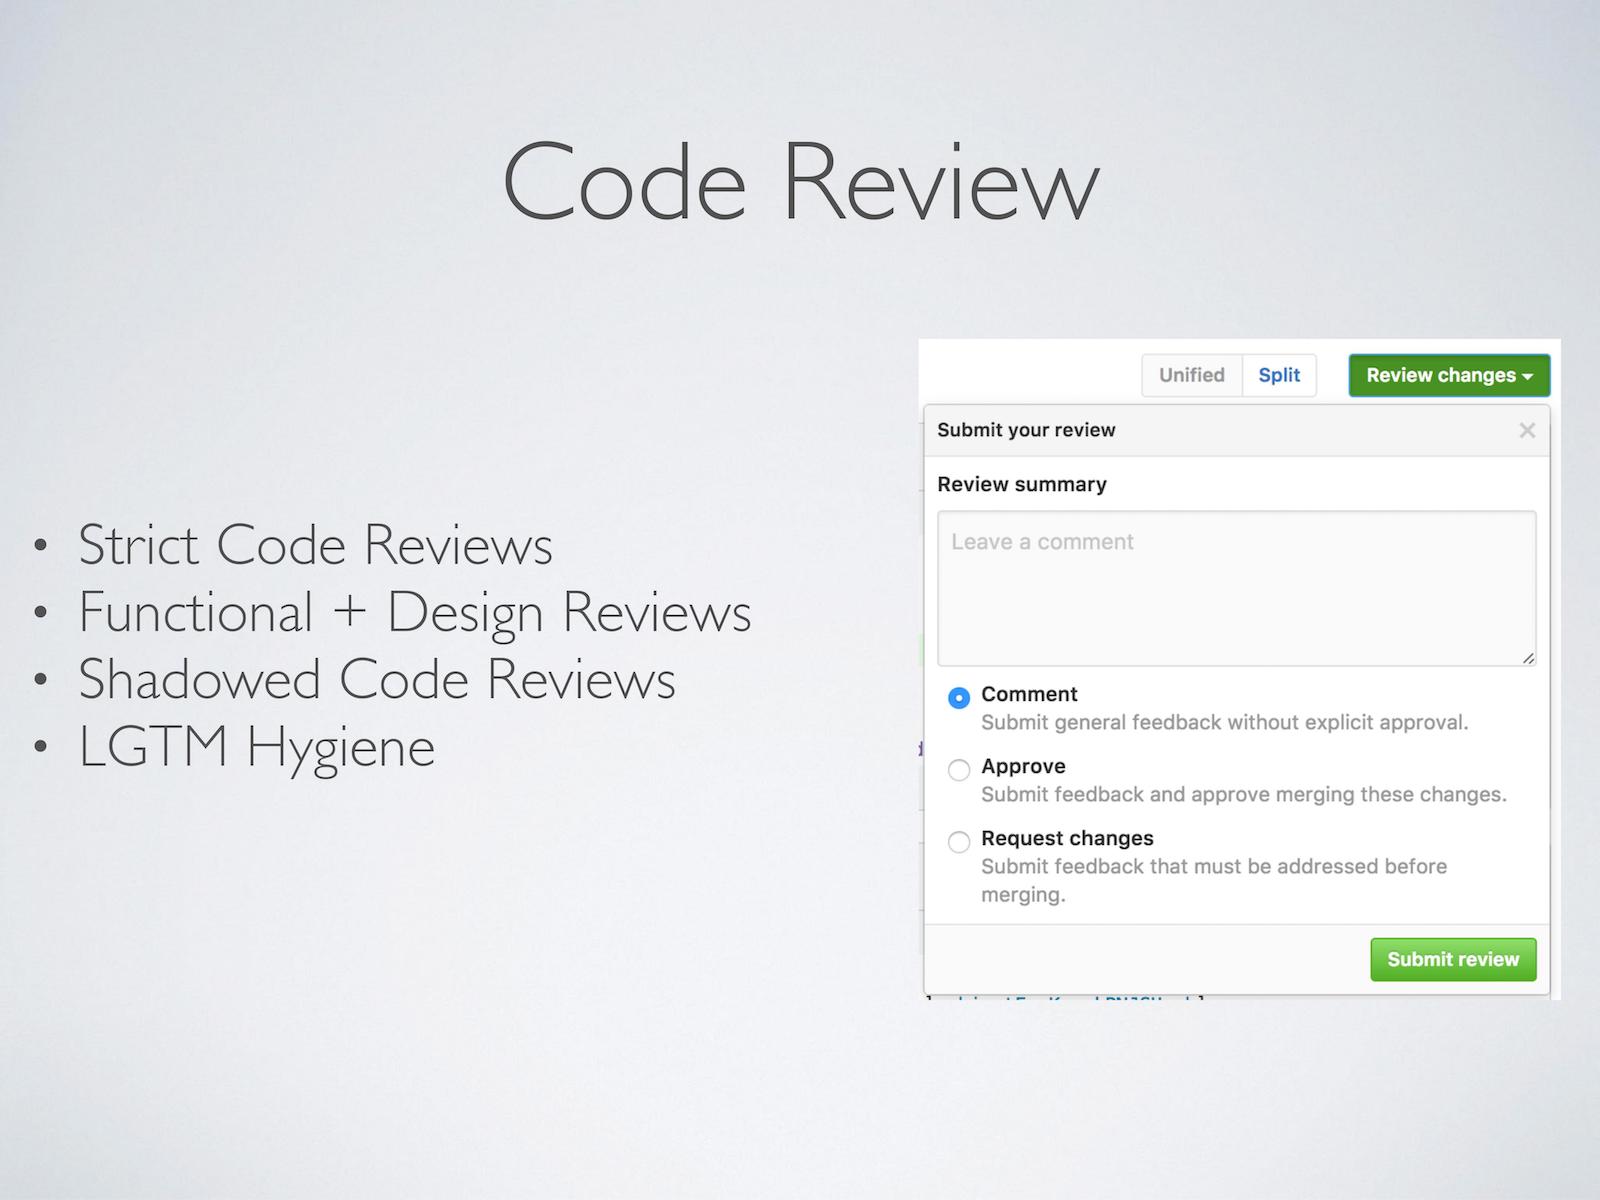 Code Review
• Strict Code Reviews
• Functional + Design Reviews
• Shadowed Code Reviews
• LGTM Hygiene
Unified Split Review changes
Submit your review
Review summary
Leave a comment
Comment
Submit general feedback without explicit approval.
Approve
Submit feedback and approve merging these changes.
Request changes
Submit feedback that must be addressed before
merging.
Submit review